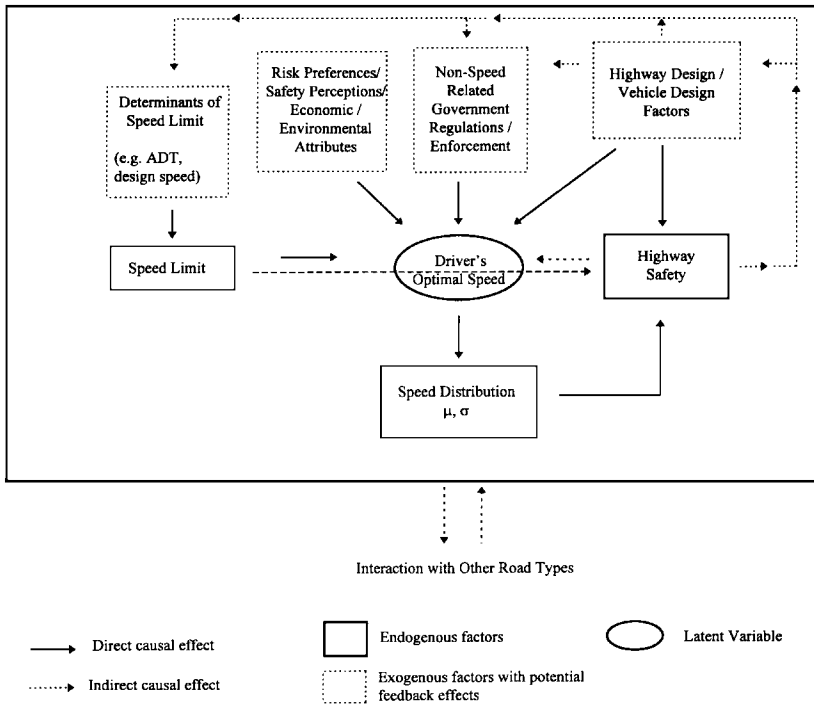 Determinants of
Speed Limit
(e.g. ADT,
design speed)
Risk Preferences/
Safety Perceptions/
Economic /
Environmental
Attributes
Non-Speed
Related
Government
Regulations /
Enforcement
Highway Design /
Vehicle Design
Factors
Speed Limit
Driver's
Optimal Speed
Highway
Safety
Speed Distribution
μ, σ
Interaction with Other Road Types
Direct causal effect
Endogenous factors
Latent Variable
Indirect causal effect
Exogenous factors with potential
feedback effects